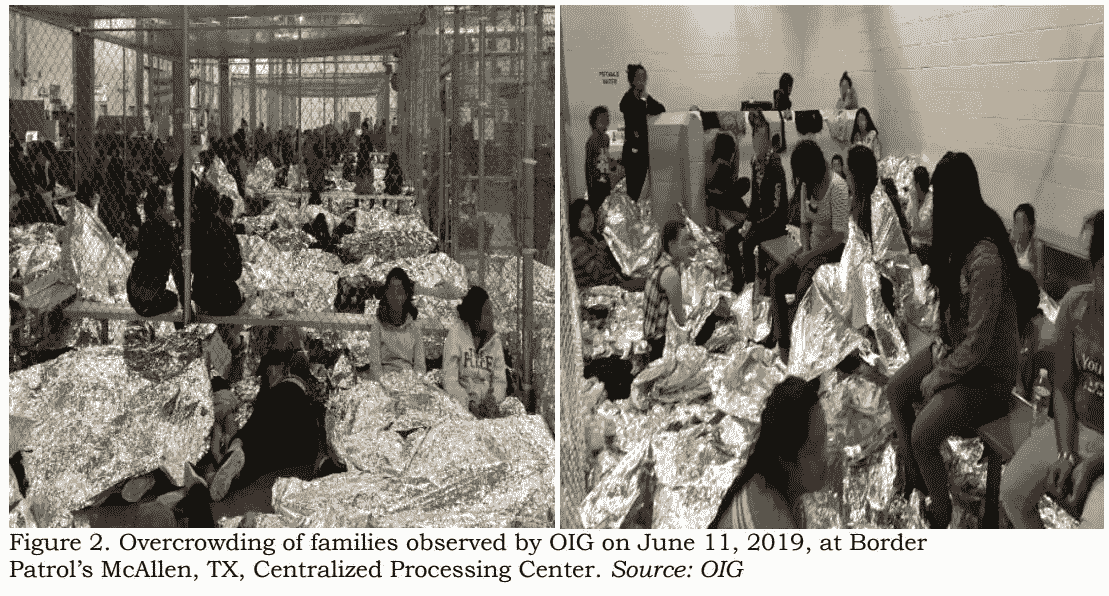 POTABLE
WATER
Figure 2. Overcrowding of families observed by OIG on June 11, 2019, at Border
Patrol’s McAllen, TX, Centralized Processing Center. Source: OIG